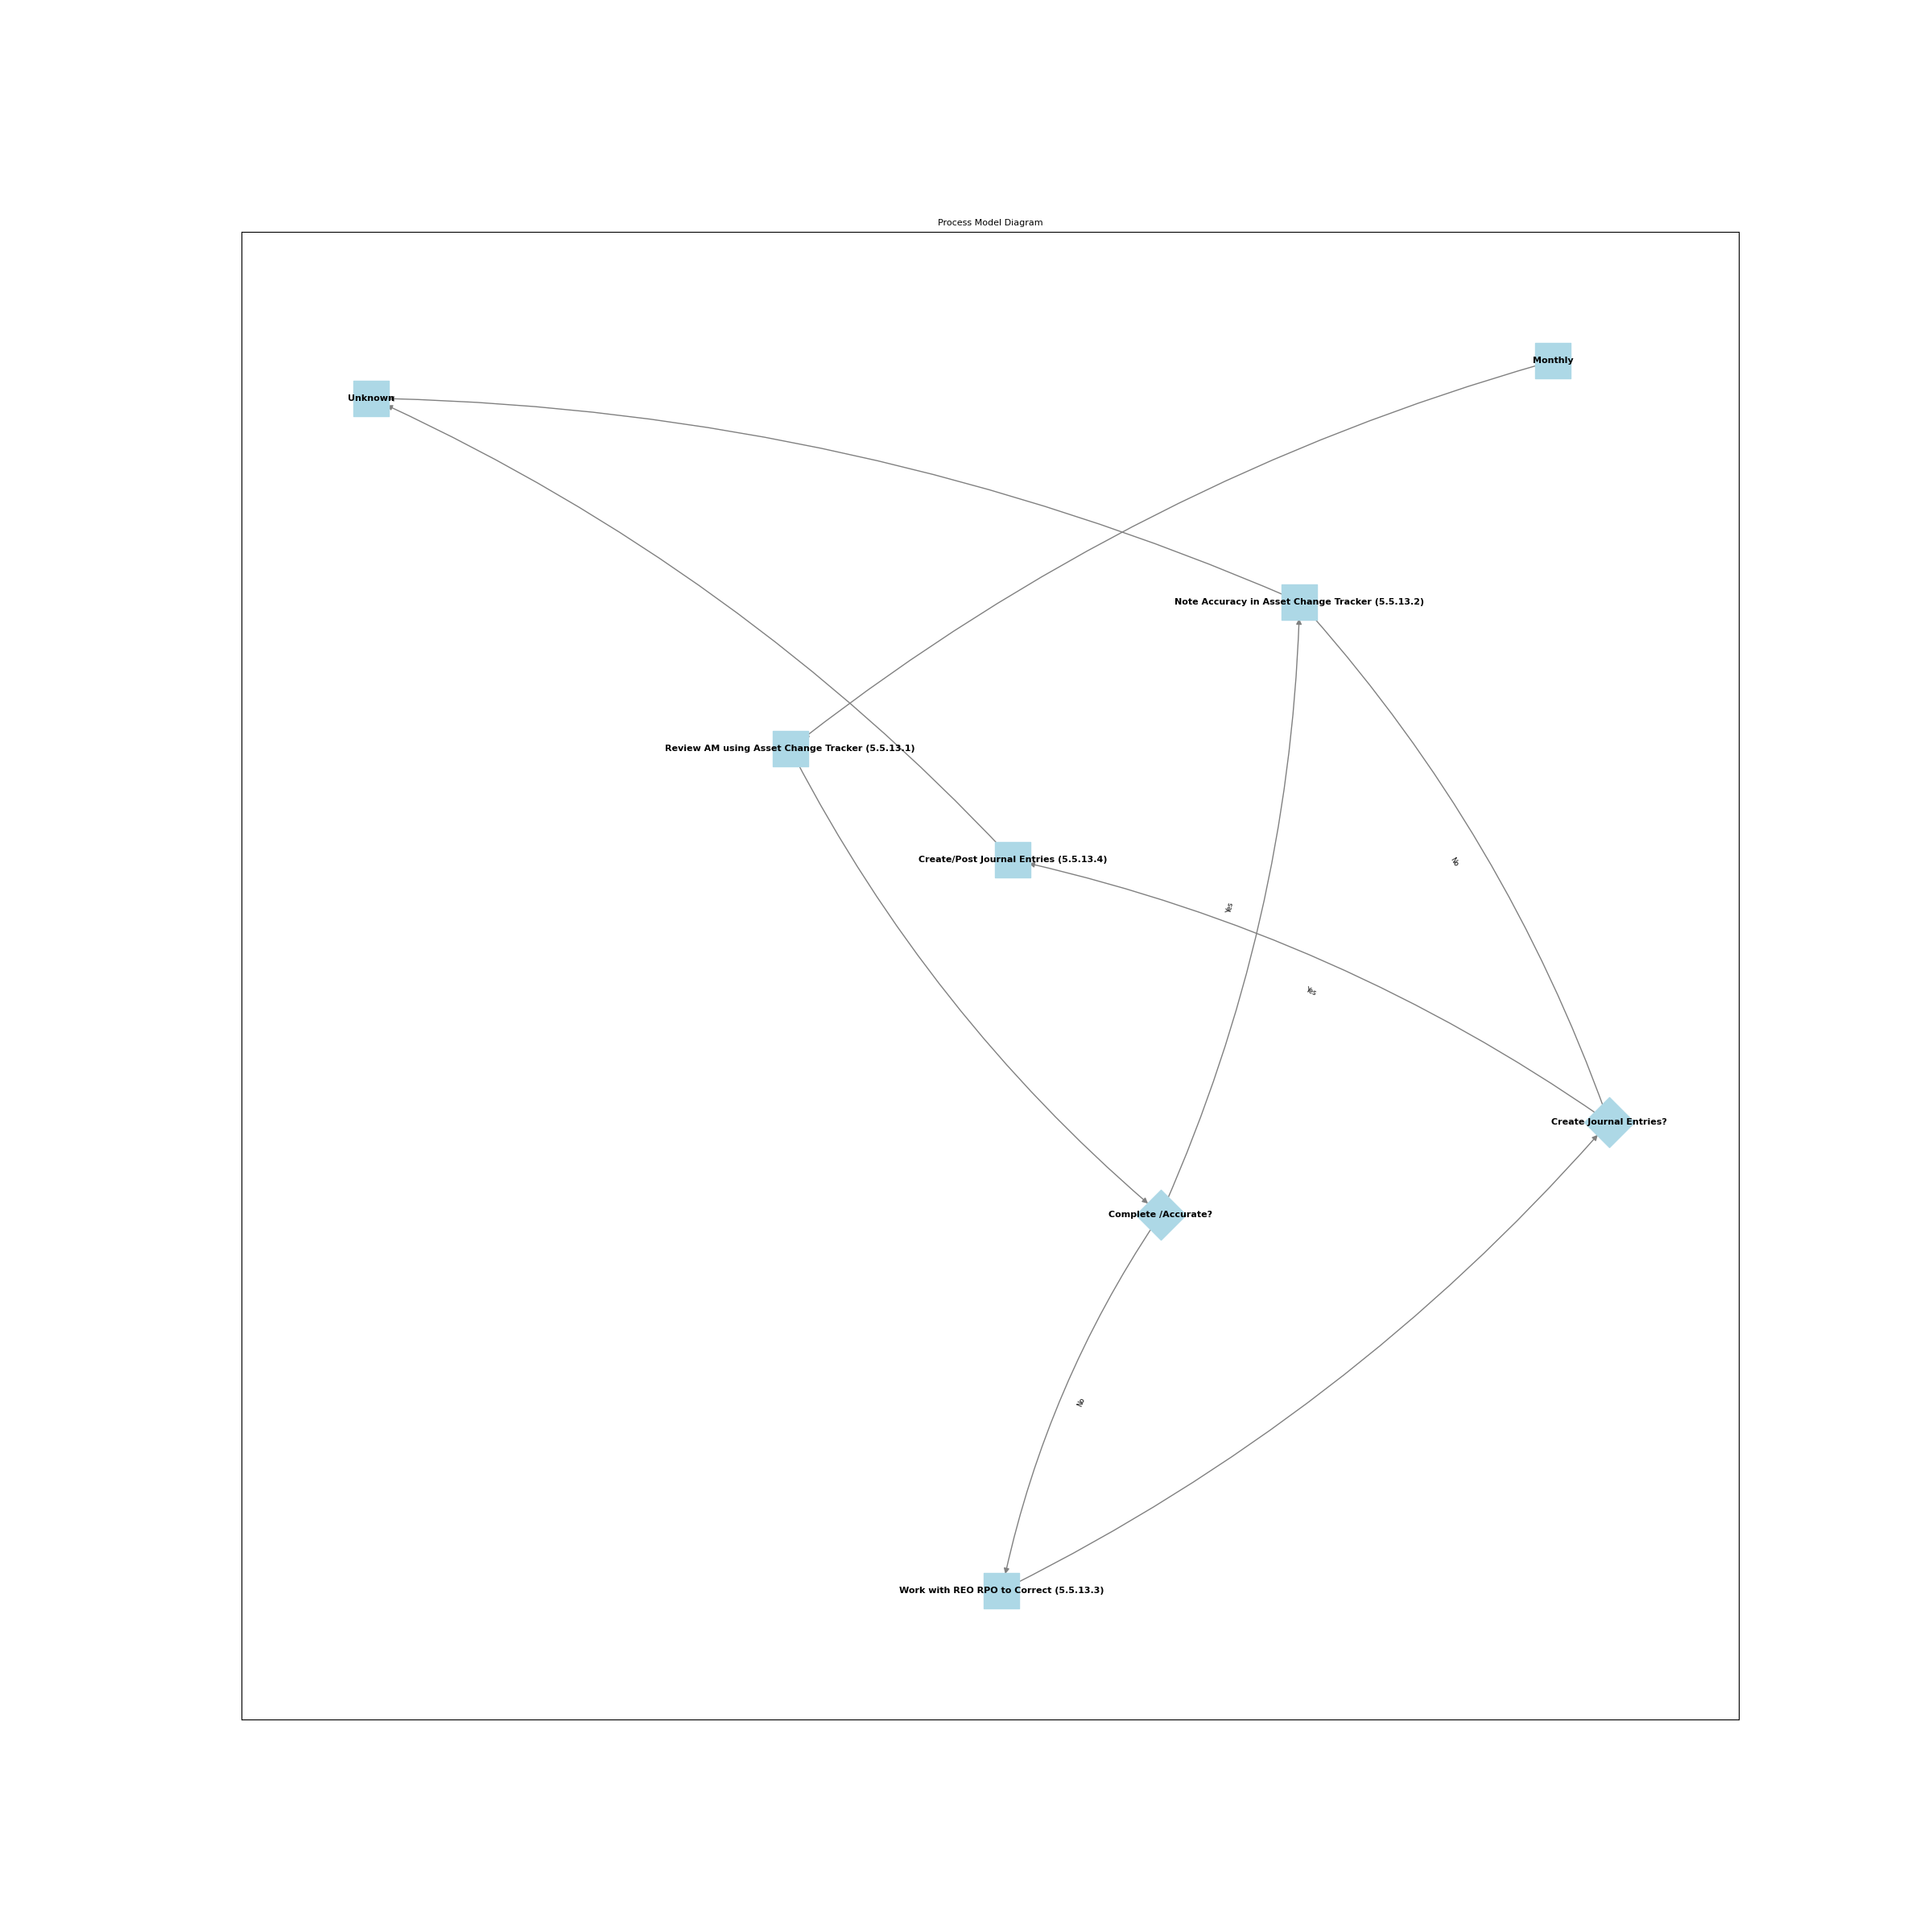 Process Model Diagram
Monthly
Unknown
Note Accuracy in Asset Change Tracker (5.5.13.2)
Review AM using Asset Change Tracker (5.5.13.1)
Create/Post Journal Entries (5.5.13.4)
No
Yes
Yes
Create Journal Entries?
Complete /Accurate?
No
Work with REO RPO to Correct (5.5.13.3)